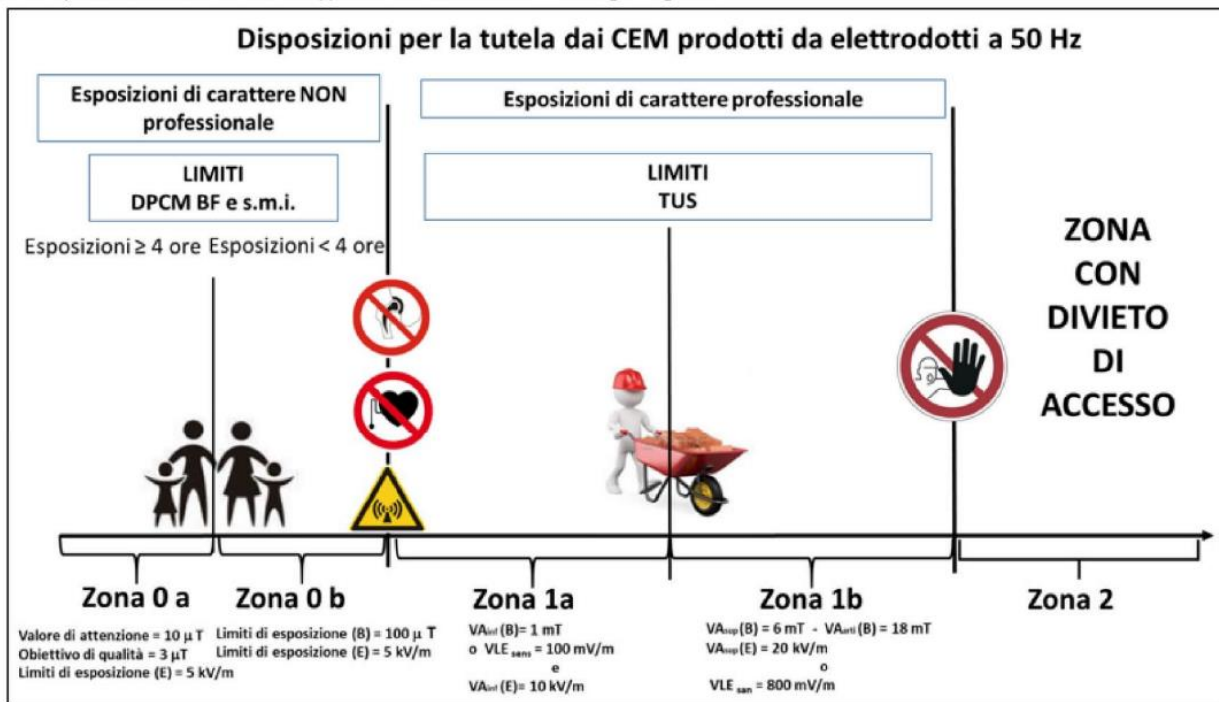 Disposizioni per la tutela dai CEM prodotti da elettrodotti a 50 Hz
Esposizioni di carattere NON
professionale
Esposizioni di carattere professionale
LIMITI
DPCM BF e s.m.i.
LIMITI
TUS
Esposizioni ≥ 4 ore Esposizioni < 4 ore
ZONA
CON
DIVIETO
DI
ACCESSO
Zona 0 a
Valore di attenzione = 10 μ T
Obiettivo di qualità = 3 μT
Limiti di esposizione (E) = 5 kV/m
Zona 0 b
Limiti di esposizione (B) = 100 μ T
Limiti di esposizione (E) = 5 kV/m
Zona 1a
VAinf (B)= 1 mT
o VLE sens = 100 mV/m
e
VAinf (E)= 10 kV/m
Zona 1b
VAsup (B) = 6 mT - VAarti (B) = 18 mT
VAsup (E) = 20 kV/m
o
VLE san = 800 mV/m
Zona 2